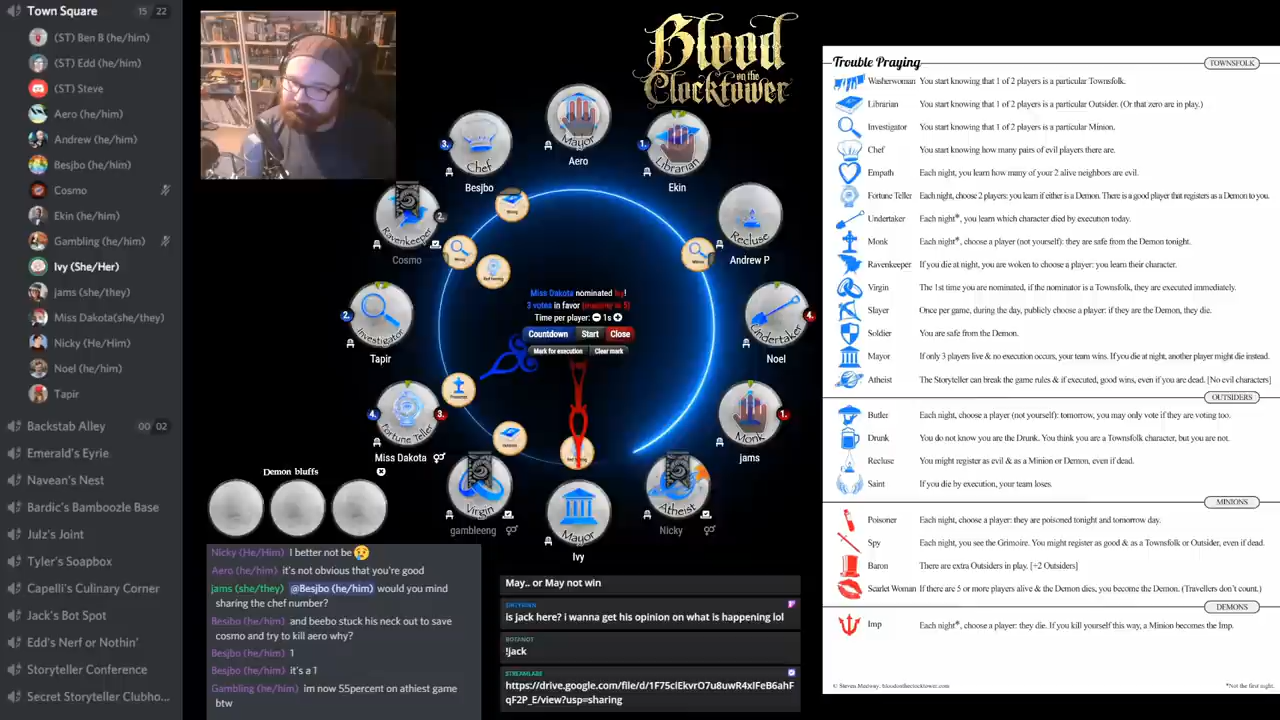 Town Square 15 22
(ST) Ben B (he/him)
(ST) Edd (he/him)
(ST) Steve
Aero (he/him)
Andrew (he/him)
Besjbo (he/him)
Cosmo
Ekin (he/him)
Gambling (he/him)
Ivy (She/Her)
Jams (she/they)
Miss Dakota(she/they)
Nicky (He/Him)
Noel (he/him)
Tapir
Backstab Alley 00 02
Emerald's Eyrie
Navean's Nest
Bardic's Bamboozle Base
Julz's Joint
Tyler's Soapbox
Capelli's Culinary Corner
Jack's Sport Spot
Edd's All or Nothin'
Storyteller Conference
Secret Storyteller Clubho...
Blood
on the
Clocktower
Mayor
Aero
3.
Chef
Besjbo
1.
Librarian
Ekin
Ravenkeeper
2.
Cosmo
Recluse
Andrew P
2.
Investigator
Tapir
Undertaker
4.
Noel
4.
Fortune Teller
3.
Miss Dakota
Monk
1.
jams
Virgin
gambleeng
Mayor
Ivy
Atheist
Nicky
Miss Dakota nominated Ivy!
3 votes in favor (majority is 5)
Time per player: 1s
Countdown Start Close
Mark for execution Clear mark
Demon bluffs
Nicky (He/Him) I better not be
Aero (he/him) it's not obvious that you're good
jams (she/they) @Besjbo (he/him) would you mind
sharing the chef number?
Besjbo (he/him) and beebo stuck his neck out to save
cosmo and try to kill aero why?
Besjbo (he/him) 1
Besjbo (he/him) it's a 1
Gambling (he/him) im now 55percent on athiest game
btw
May.. or May not win
is jack here? i wanna get his opinion on what is happening lol
BOTANOT
!jack
STREAMLABS
Trouble Praying
TOWNSFOLK
Washerwoman You start knowing that 1 of 2 players is a particular Townsfolk.
Librarian You start knowing that 1 of 2 players is a particular Outsider. (Or that zero are in play.)
Investigator You start knowing that 1 of 2 players is a particular Minion.
Chef You start knowing how many pairs of evil players there are.
Empath Each night, you learn how many of your 2 alive neighbors are evil.
Fortune Teller Each night, choose 2 players: you learn if either is a Demon. There is a good player that registers as a Demon to you.
Undertaker Each night*, you learn which character died by execution today.
Monk Each night*, choose a player (not yourself): they are safe from the Demon tonight.
Ravenkeeper If you die at night, you are woken to choose a player: you learn their character.
Virgin The 1st time you are nominated, if the nominator is a Townsfolk, they are executed immediately.
Slayer Once per game, during the day, publicly choose a player: if they are the Demon, they die.
Soldier You are safe from the Demon.
Mayor If only 3 players live & no execution occurs, your team wins. If you die at night, another player might die instead.
Atheist The Storyteller can break the game rules & if executed, good wins, even if you are dead. [No evil characters]
OUTSIDERS
Butler Each night, choose a player (not yourself): tomorrow, you may only vote if they are voting too.
Drunk You do not know you are the Drunk. You think you are a Townsfolk character, but you are not.
Recluse You might register as evil & as a Minion or Demon, even if dead.
Saint If you die by execution, your team loses.
MINIONS
Poisoner Each night, choose a player: they are poisoned tonight and tomorrow day.
Spy Each night, you see the Grimoire. You might register as good & as a Townsfolk or Outsider, even if dead.
Baron There are extra Outsiders in play. [+2 Outsiders]
Scarlet Woman If there are 5 or more players alive & the Demon dies, you become the Demon. (Travellers don't count.)
DEMONS
Imp Each night*, choose a player: they die. If you kill yourself this way, a Minion becomes the Imp.
© Steven Medway, bloodontheclocktower.com *Not the first night.